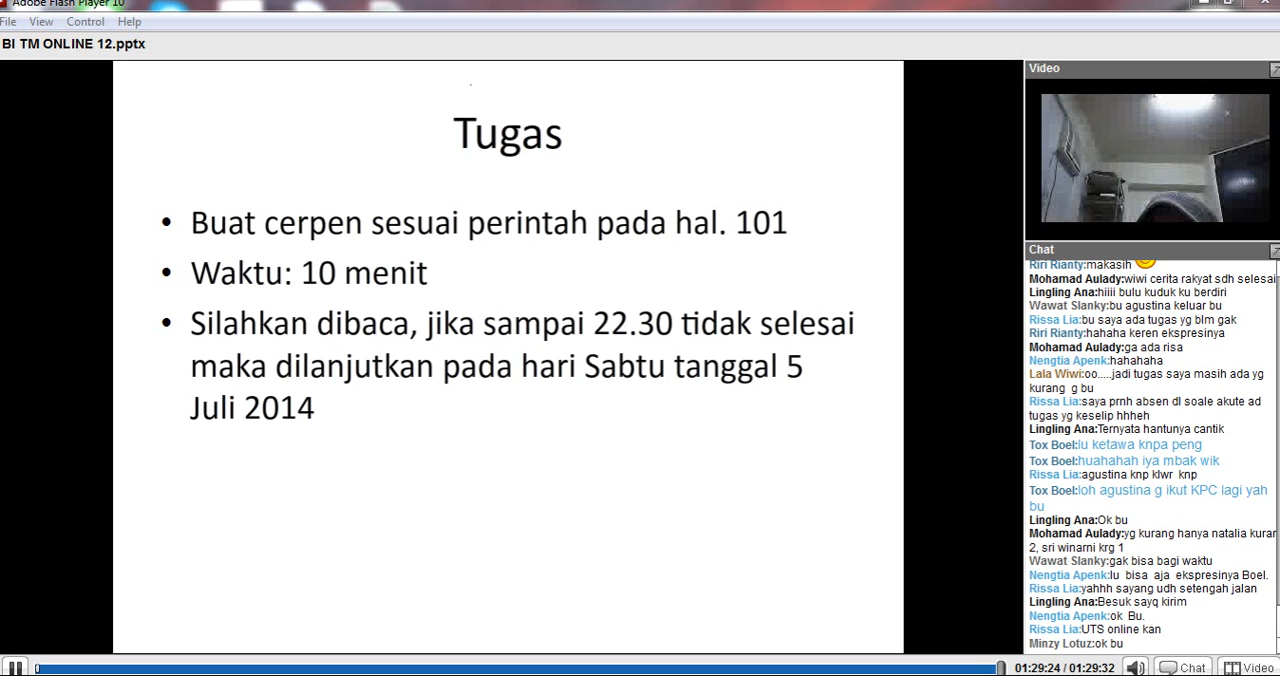 Adobe Flash Player 10
File View Control Help
BI TM ONLINE 12.pptx
Tugas
• Buat cerpen sesuai perintah pada hal. 101
• Waktu: 10 menit
• Silahkan dibaca, jika sampai 22.30 tidak selesai
maka dilanjutkan pada hari Sabtu tanggal 5
Juli 2014
Video
Chat
Riri Rianty:makasih
Mohamad Aulady:wiwi cerita rakyat sdh selesai
Lingling Ana:hiiii bulu kuduk ku berdiri
Wawat Slanky:bu agustina keluar bu
Rissa Lia:bu saya ada tugas yg blm gak
Riri Rianty:hahaha keren ekspresinya
Mohamad Aulady:ga ada risa
Nengtia Apenk:hahahaha
Lala Wiwi:oo.....jadi tugas saya masih ada yg
kurang g bu
Rissa Lia:saya prnh absen dl soale akute ad
tugas yg keselip hhheh
Lingling Ana:Ternyata hantunya cantik
Tox Boel:lu ketawa knpa peng
Tox Boel:huahahah iya mbak wik
Rissa Lia:agustina knp klwr knp
Tox Boel:loh agustina g ikut KPC lagi yah
bu
Lingling Ana:Ok bu
Mohamad Aulady:yg kurang hanya natalia kurar
2, sri winarni krg 1
Wawat Slanky:gak bisa bagi waktu
Nengtia Apenk:lu bisa aja ekspresinya Boel.
Rissa Lia:yahhh sayang udh setengah jalan
Lingling Ana:Besuk sayq kirim
Nengtia Apenk:ok Bu.
Rissa Lia:UTS online kan
Minzy Lotuz:ok bu
01:29:24 / 01:29:32 Chat Video